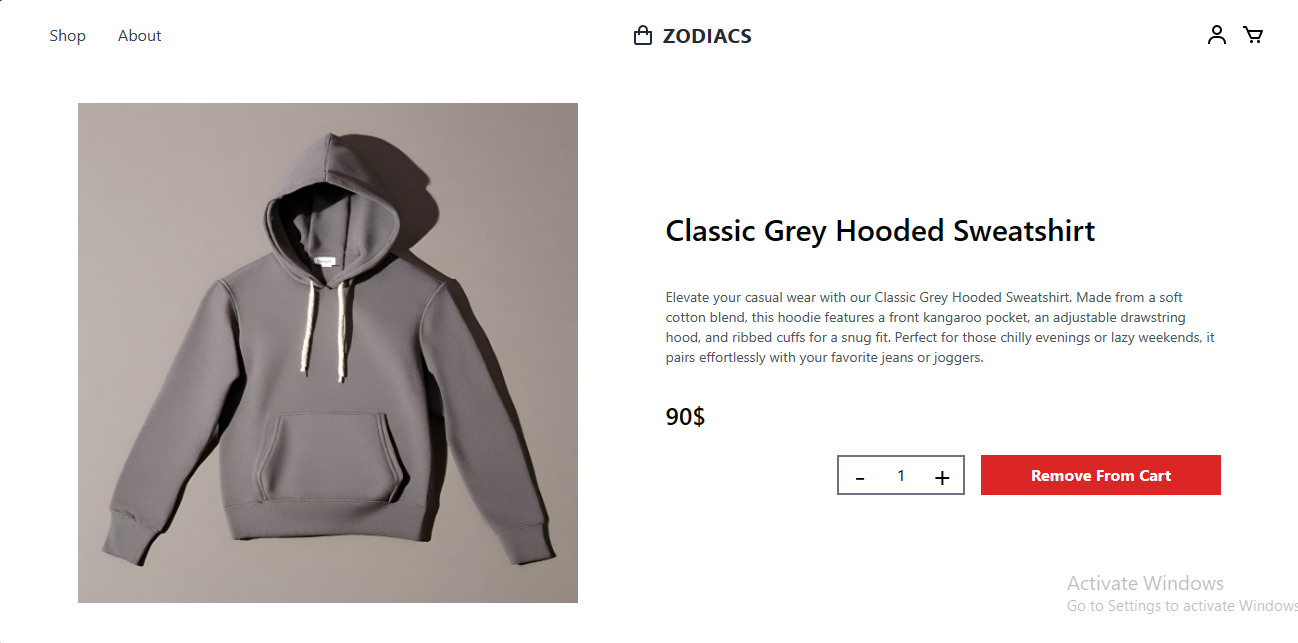 Shop About ZODIACS
Classic Grey Hooded Sweatshirt
Elevate your casual wear with our Classic Grey Hooded Sweatshirt. Made from a soft
cotton blend, this hoodie features a front kangaroo pocket, an adjustable drawstring
hood, and ribbed cuffs for a snug fit. Perfect for those chilly evenings or lazy weekends, it
pairs effortlessly with your favorite jeans or joggers.
90$
- 1 + Remove From Cart
Activate Windows
Go to Settings to activate Windows